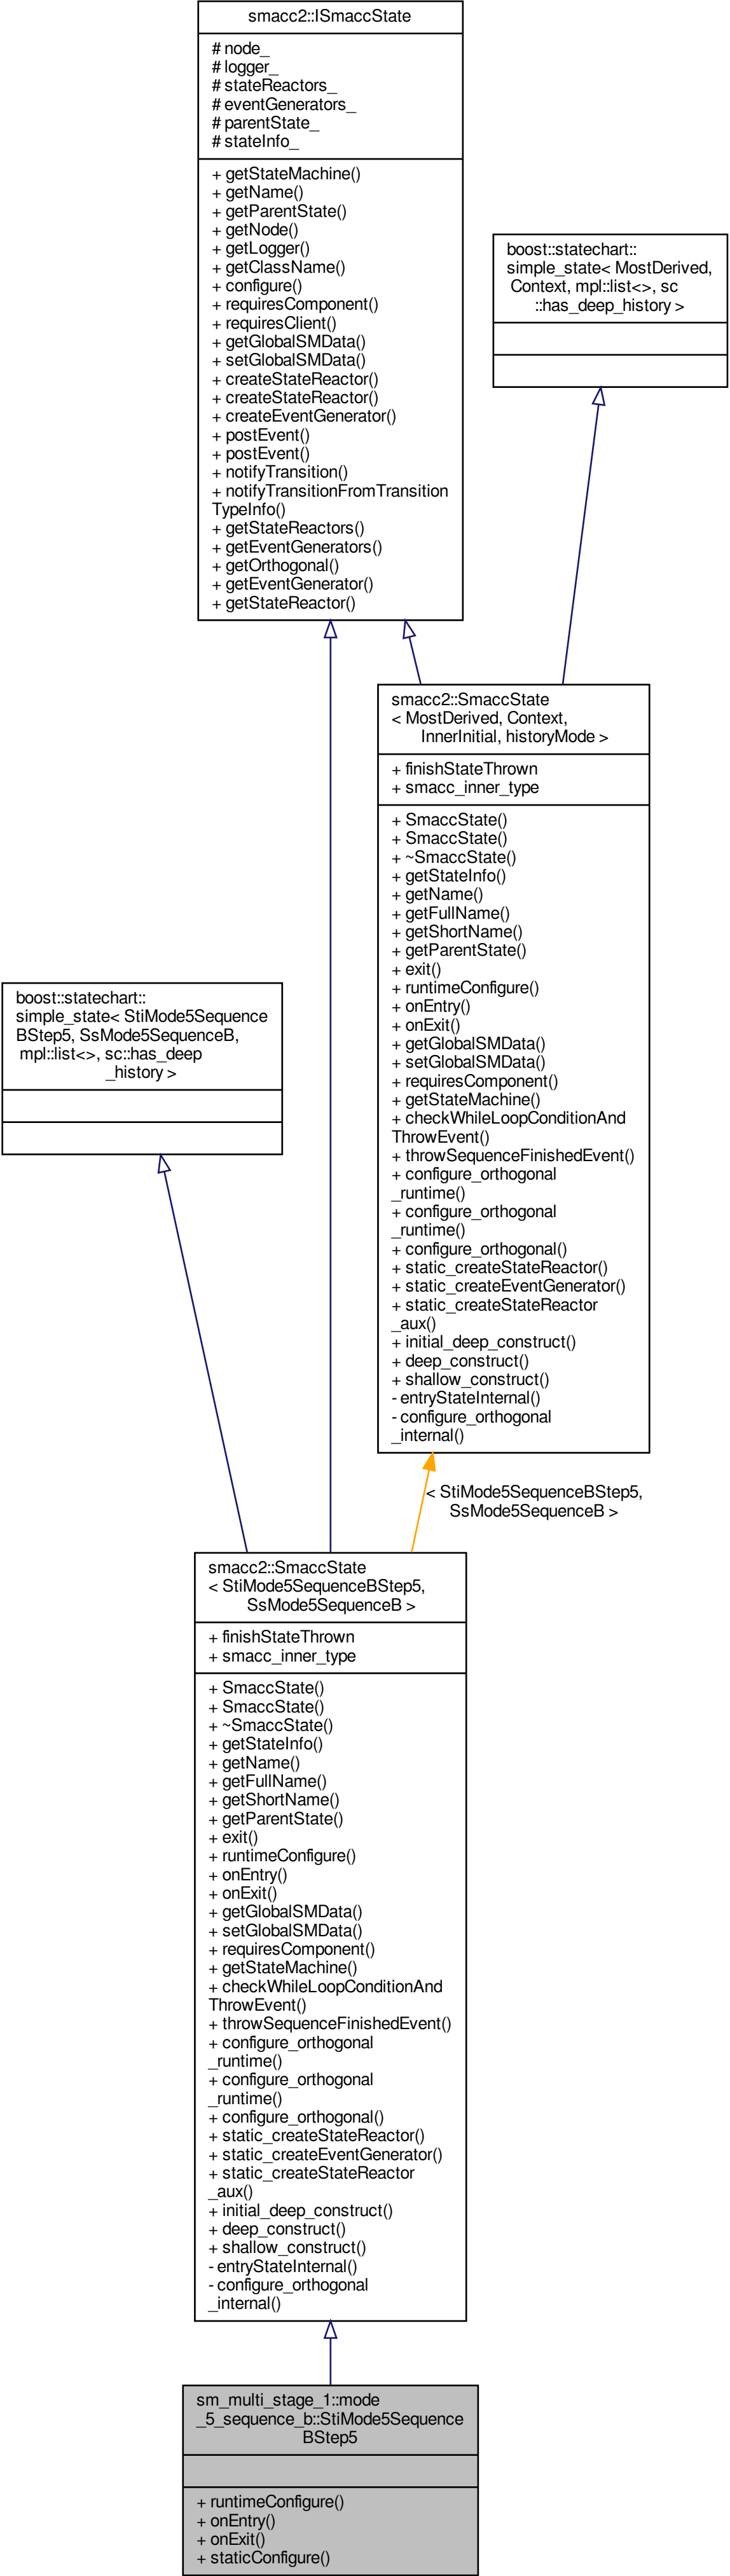 smacc2::ISmaccState
# node_
# logger_
# stateReactors_
# eventGenerators_
# parentState_
# stateInfo_
+ getStateMachine()
+ getName()
+ getParentState()
+ getNode()
+ getLogger()
+ getClassName()
+ configure()
+ requiresComponent()
+ requiresClient()
+ getGlobalSMData()
+ setGlobalSMData()
+ createStateReactor()
+ createStateReactor()
+ createEventGenerator()
+ postEvent()
+ postEvent()
+ notifyTransition()
+ notifyTransitionFromTransition
TypeInfo()
+ getStateReactors()
+ getEventGenerators()
+ getOrthogonal()
+ getEventGenerator()
+ getStateReactor()
boost::statechart::
simple_state< MostDerived,
Context, mpl::list<>, sc
::has_deep_history >
smacc2::SmaccState
< MostDerived, Context,
InnerInitial, historyMode >
+ finishStateThrown
+ smacc_inner_type
+ SmaccState()
+ SmaccState()
+ ~SmaccState()
+ getStateInfo()
+ getName()
+ getFullName()
+ getShortName()
+ getParentState()
+ exit()
+ runtimeConfigure()
+ onEntry()
+ onExit()
+ getGlobalSMData()
+ setGlobalSMData()
+ requiresComponent()
+ getStateMachine()
+ checkWhileLoopConditionAnd
ThrowEvent()
+ throwSequenceFinishedEvent()
+ configure_orthogonal
_runtime()
+ configure_orthogonal
_runtime()
+ configure_orthogonal()
+ static_createStateReactor()
+ static_createEventGenerator()
+ static_createStateReactor
_aux()
+ initial_deep_construct()
+ deep_construct()
+ shallow_construct()
- entryStateInternal()
- configure_orthogonal
_internal()
boost::statechart::
simple_state< StiMode5Sequence
BStep5, SsMode5SequenceB,
mpl::list<>, sc::has_deep
_history >
< StiMode5SequenceBStep5,
SsMode5SequenceB >
smacc2::SmaccState
< StiMode5SequenceBStep5,
SsMode5SequenceB >
+ finishStateThrown
+ smacc_inner_type
+ SmaccState()
+ SmaccState()
+ ~SmaccState()
+ getStateInfo()
+ getName()
+ getFullName()
+ getShortName()
+ getParentState()
+ exit()
+ runtimeConfigure()
+ onEntry()
+ onExit()
+ getGlobalSMData()
+ setGlobalSMData()
+ requiresComponent()
+ getStateMachine()
+ checkWhileLoopConditionAnd
ThrowEvent()
+ throwSequenceFinishedEvent()
+ configure_orthogonal
_runtime()
+ configure_orthogonal
_runtime()
+ configure_orthogonal()
+ static_createStateReactor()
+ static_createEventGenerator()
+ static_createStateReactor
_aux()
+ initial_deep_construct()
+ deep_construct()
+ shallow_construct()
- entryStateInternal()
- configure_orthogonal
_internal()
sm_multi_stage_1::mode
_5_sequence_b::StiMode5Sequence
BStep5
+ runtimeConfigure()
+ onEntry()
+ onExit()
+ staticConfigure()